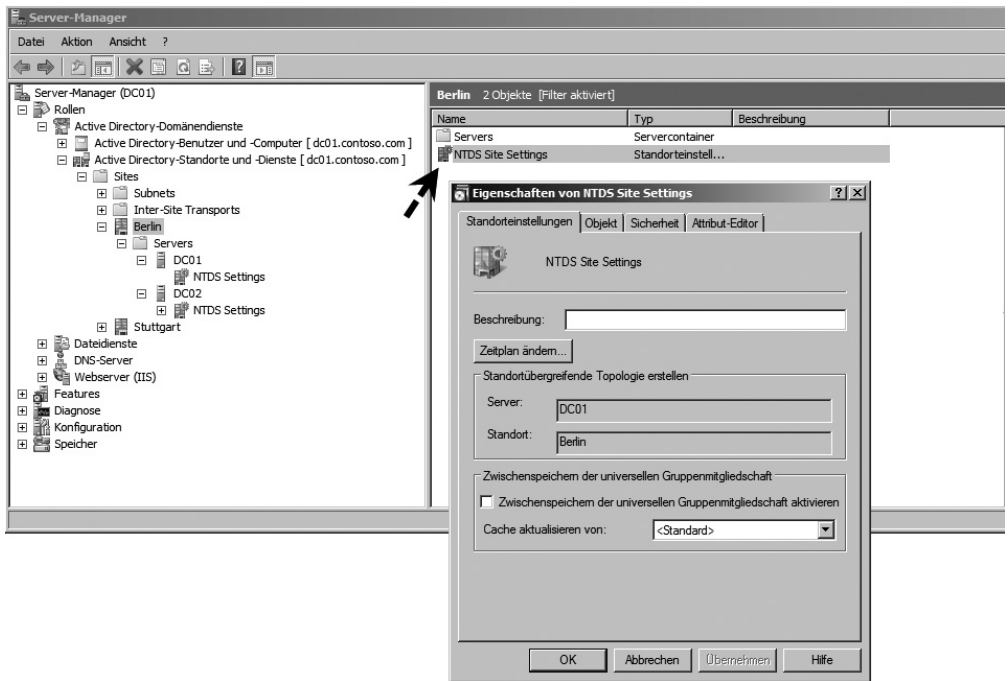 Server-Manager
Datei Aktion Ansicht ?
Server-Manager (DC01)
Rollen
Active Directory-Domänendienste
Active Directory-Benutzer und -Computer [ dc01.contoso.com ]
Active Directory-Standorte und -Dienste [ dc01.contoso.com ]
Sites
Subnets
Inter-Site Transports
Berlin
Servers
DC01
NTDS Settings
DC02
NTDS Settings
Stuttgart
Dateidienste
DNS-Server
Webserver (IIS)
Features
Diagnose
Konfiguration
Speicher
Berlin 2 Objekte [Filter aktiviert]
Name Typ Beschreibung
Servers Servercontainer
NTDS Site Settings Standorteinstell...
Eigenschaften von NTDS Site Settings
Standorteinstellungen Objekt Sicherheit Attribut-Editor
NTDS Site Settings
Beschreibung:
Zeitplan ändern...
Standortübergreifende Topologie erstellen
Server: DC01
Standort: Berlin
Zwischenspeichern der universellen Gruppenmitgliedschaft
Zwischenspeichern der universellen Gruppenmitgliedschaft aktivieren
Cache aktualisieren von: <Standard>
OK Abbrechen Übernehmen Hilfe